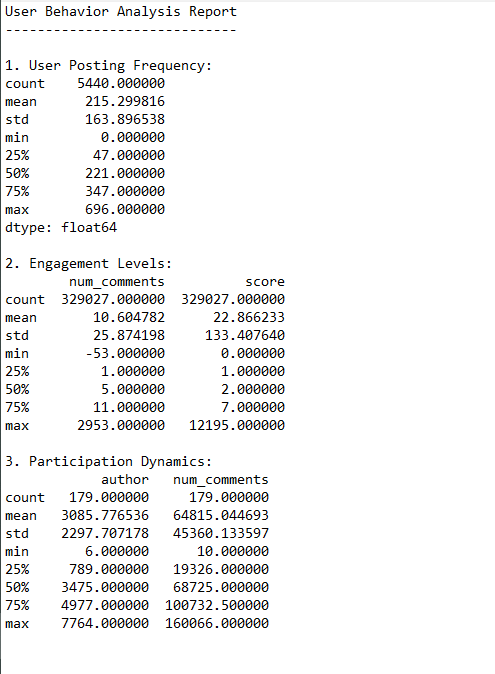 User Behavior Analysis Report
-----------------------------
1. User Posting Frequency:
count    5440.000000
mean      215.299816
std       163.896538
min         0.000000
25%        47.000000
50%       221.000000
75%       347.000000
max       696.000000
dtype: float64
2. Engagement Levels:
        num_comments          score
count  329027.000000  329027.000000
mean       10.604782      22.866233
std        25.874198     133.407640
min       -53.000000       0.000000
25%         1.000000       1.000000
50%         5.000000       2.000000
75%        11.000000       7.000000
max      2953.000000   12195.000000
3. Participation Dynamics:
            author   num_comments
count   179.000000     179.000000
mean   3085.776536   64815.044693
std    2297.707178   45360.133597
min       6.000000      10.000000
25%     789.000000   19326.000000
50%    3475.000000   68725.000000
75%    4977.000000  100732.500000
max    7764.000000  160066.000000